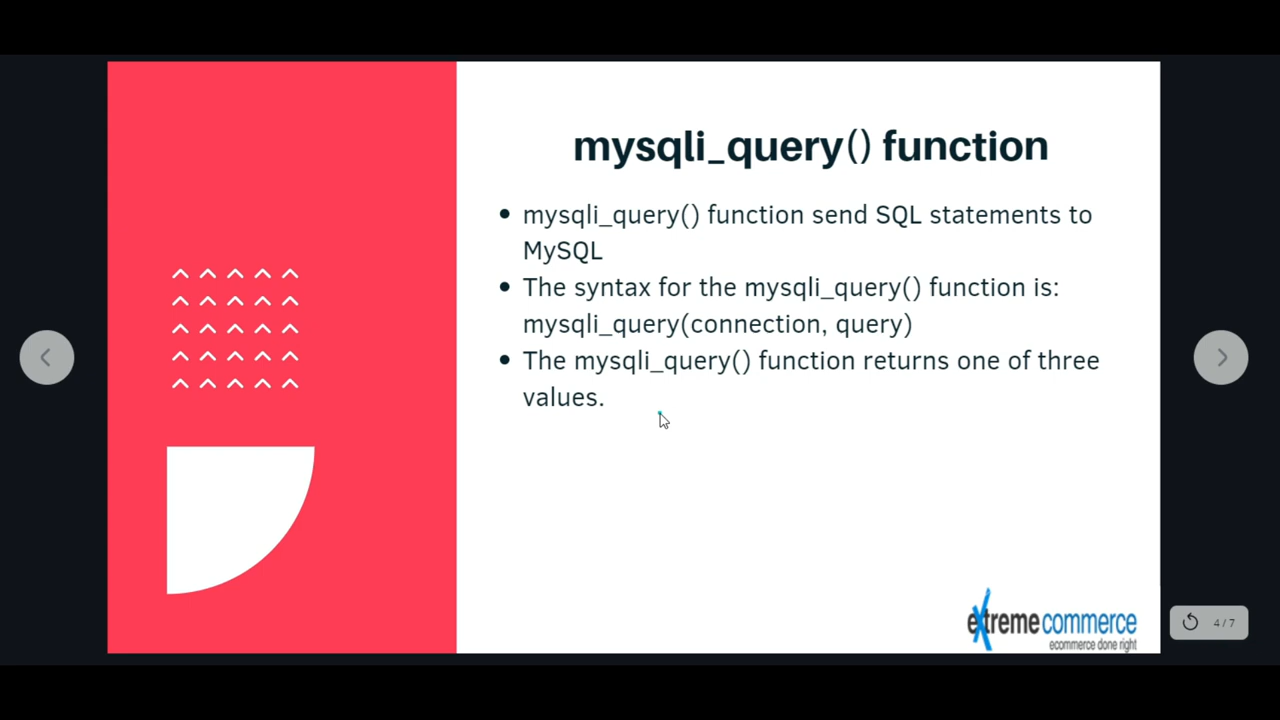 mysqli_query() function
• mysqli_query() function send SQL statements to
MySQL
• The syntax for the mysqli_query() function is:
mysqli_query(connection, query)
• The mysqli_query() function returns one of three
values.
extreme commerce
ecommerce done right
4 / 7